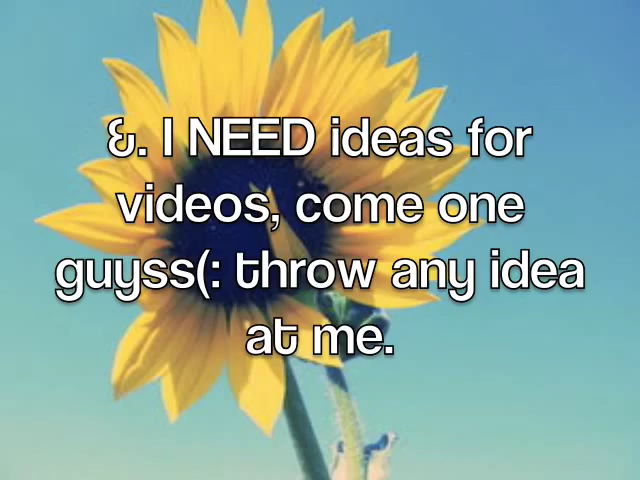 &. I NEED ideas for
videos, come one
guyss(: throw any idea
at me.